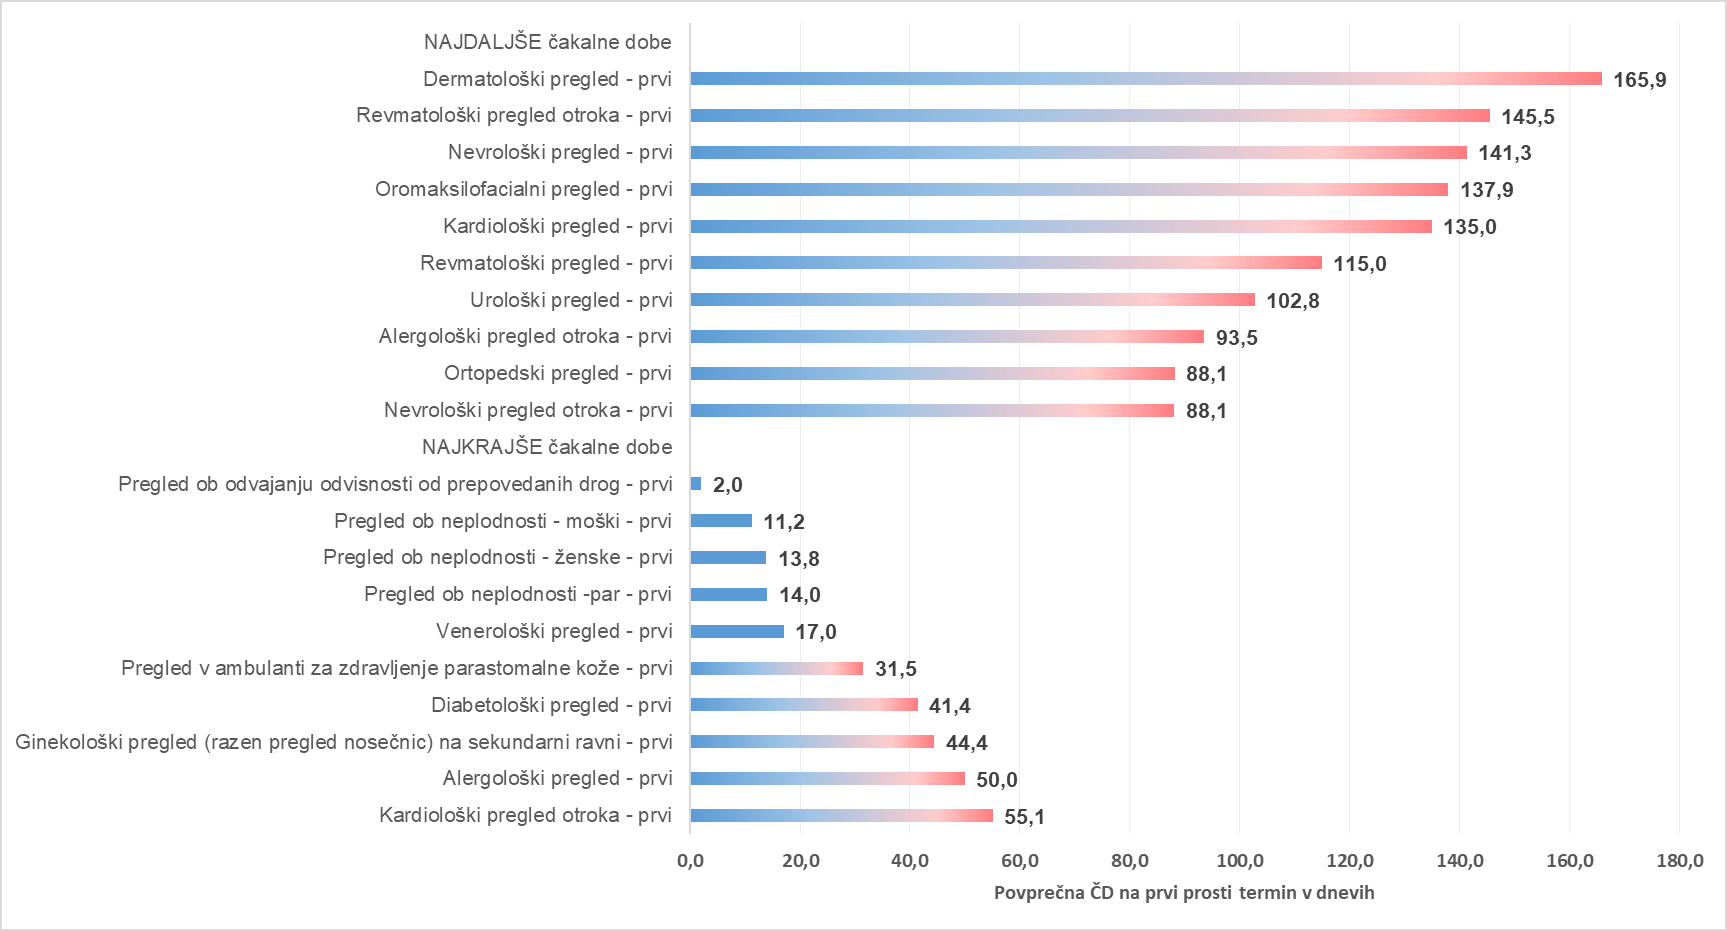 NAJDALJŠE čakalne dobe
Dermatološki pregled - prvi 165,9
Revmatološki pregled otroka - prvi 145,5
Nevrološki pregled - prvi 141,3
Oromaksilofacialni pregled - prvi 137,9
Kardiološki pregled - prvi 135,0
Revmatološki pregled - prvi 115,0
Urološki pregled - prvi 102,8
Alergološki pregled otroka - prvi 93,5
Ortopedski pregled - prvi 88,1
Nevrološki pregled otroka - prvi 88,1
NAJKRAJŠE čakalne dobe
Pregled ob odvajanju odvisnosti od prepovedanih drog - prvi 2,0
Pregled ob neplodnosti - moški - prvi 11,2
Pregled ob neplodnosti - ženske - prvi 13,8
Pregled ob neplodnosti -par - prvi 14,0
Venerološki pregled - prvi 17,0
Pregled v ambulanti za zdravljenje parastomalne kože - prvi 31,5
Diabetološki pregled - prvi 41,4
Ginekološki pregled (razen pregled nosečnic) na sekundarni ravni - prvi 44,4
Alergološki pregled - prvi 50,0
Kardiološki pregled otroka - prvi 55,1
0,0 20,0 40,0 60,0 80,0 100,0 120,0 140,0 160,0 180,0
Povprečna ČD na prvi prosti termin v dnevih